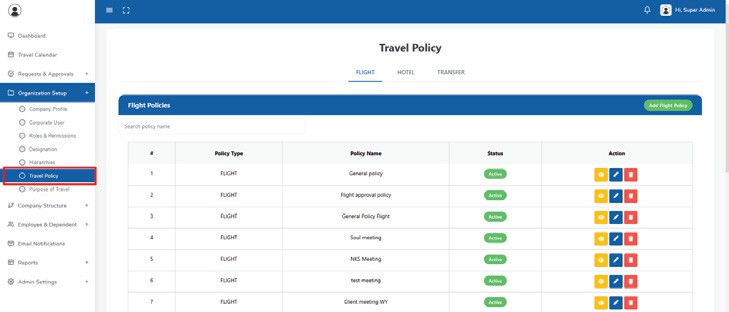 Hi, Super Admin
Dashboard
Travel Calendar
Requests & Approvals +
Organization Setup +
Company Profile
Corporate User
Roles & Permissions
Designation
Hierarchies
Travel Policy
Purpose of Travel
Company Structure +
Employee & Dependent +
Email Notifications
Reports +
Admin Settings +
Travel Policy
FLIGHT HOTEL TRANSFER
Flight Policies Add Flight Policy
Search policy name
# Policy Type Policy Name Status Action
1 FLIGHT General policy Active
2 FLIGHT Flight approval policy Active
3 FLIGHT General Policy Flight Active
4 FLIGHT Soul meeting Active
5 FLIGHT NKS Meeting Active
6 FLIGHT test meeting Active
7 FLIGHT Client meeting WY Active